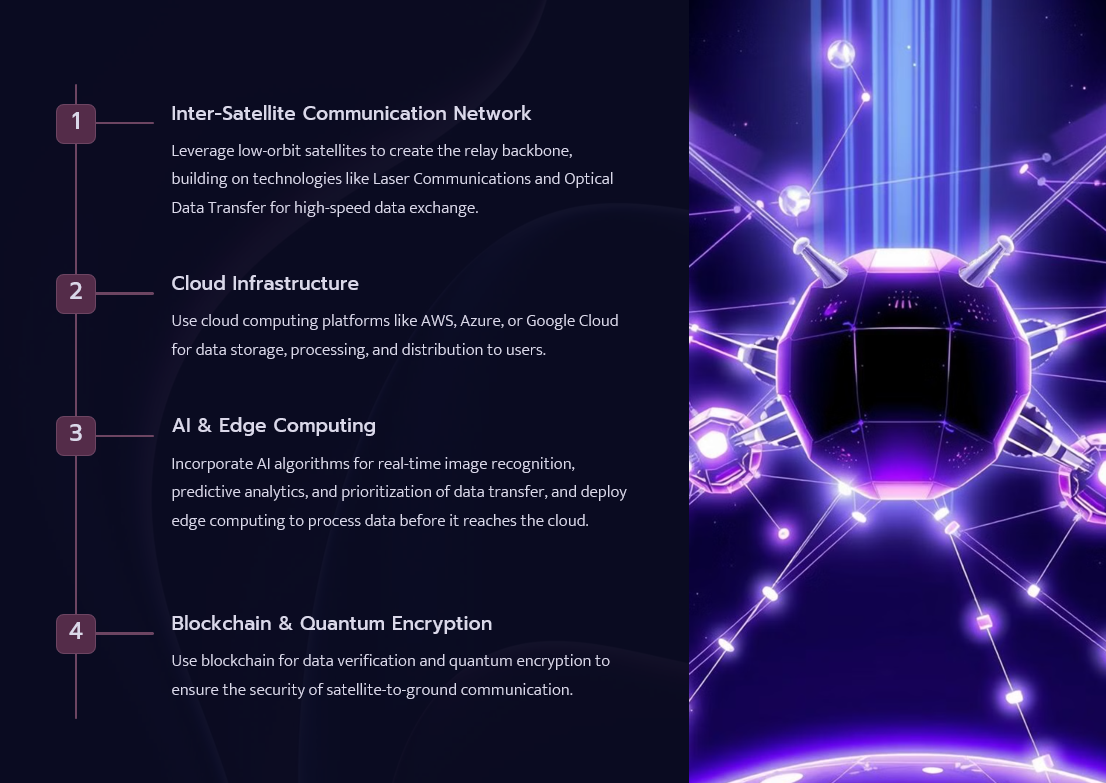 1
Inter-Satellite Communication Network
Leverage low-orbit satellites to create the relay backbone,
building on technologies like Laser Communications and Optical
Data Transfer for high-speed data exchange.
2
Cloud Infrastructure
Use cloud computing platforms like AWS, Azure, or Google Cloud
for data storage, processing, and distribution to users.
3
AI & Edge Computing
Incorporate AI algorithms for real-time image recognition,
predictive analytics, and prioritization of data transfer, and deploy
edge computing to process data before it reaches the cloud.
4
Blockchain & Quantum Encryption
Use blockchain for data verification and quantum encryption to
ensure the security of satellite-to-ground communication.